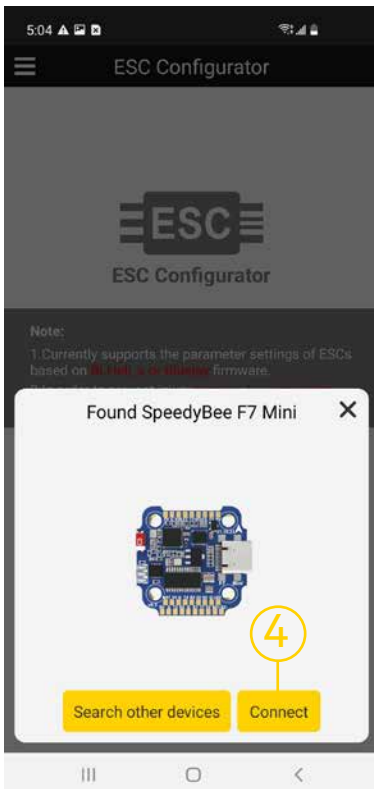 5:04
ESC Configurator
ESC
ESC Configurator
Note:
1.Currently supports the parameter settings of ESCs
based on BLHeli_s or Bluejay firmware.
Found SpeedyBee F7 Mini
4
Search other devices
Connect